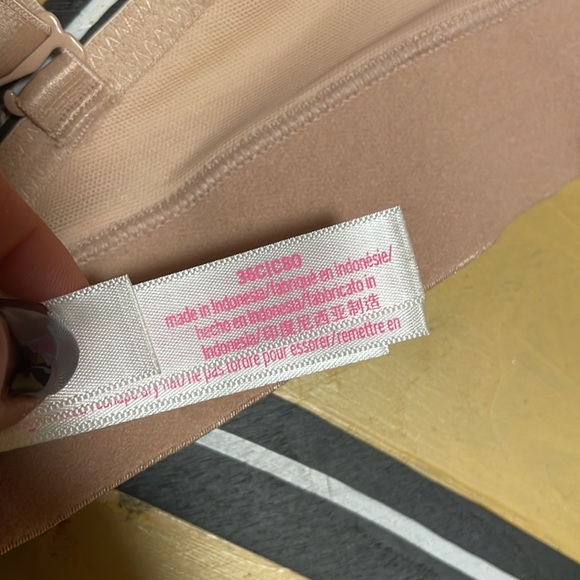 36C|C80
made in Indonesia/fabriqué en indonésie/
hecho en Indonesia/fabbricato in
Indonesia/印度尼西亚制造
ne pas tordre pour essorer/remettre en